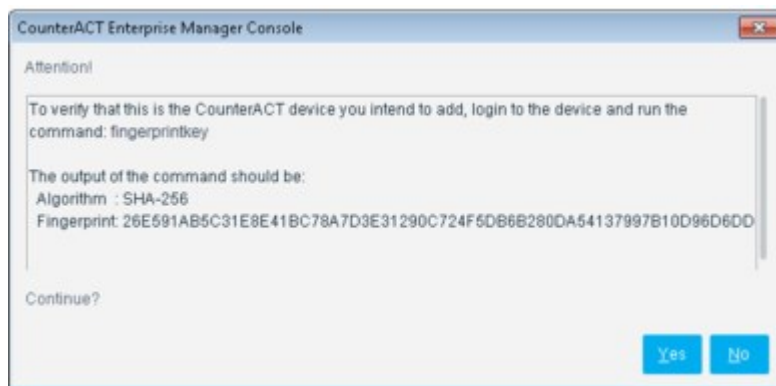 CounterACT Enterprise Manager Console
Attention!
To verify that this is the CounterACT device you intend to add, login to the device and run the
command: fingerprintkey
The output of the command should be:
Algorithm : SHA-256
Fingerprint: 26E591AB5C31E8E41BC78A7D3E31290C724F5DB6B280DA54137997B10D96D6DD
Continue?
Yes No